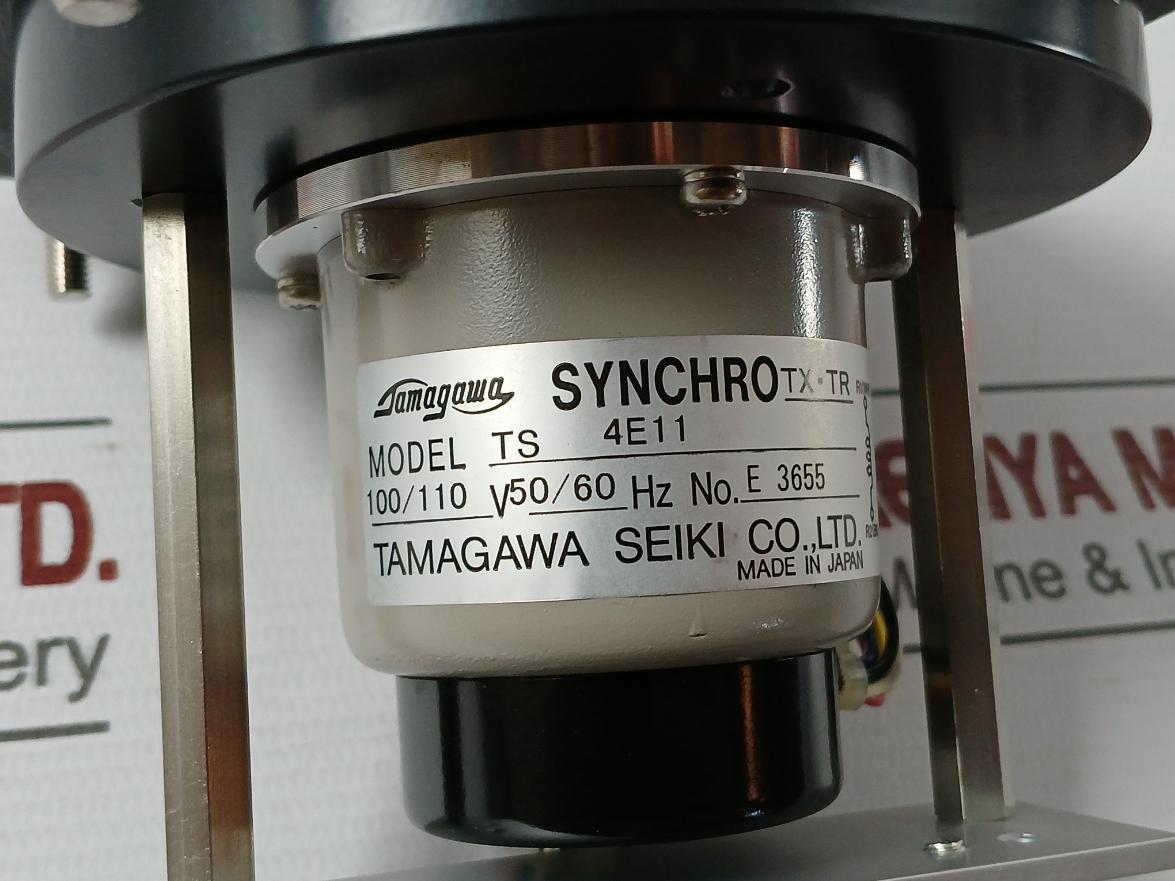 Tamagawa SYNCHRO TX-TR
MODEL TS 4E11
100/110 V 50/60 Hz No. E 3655
TAMAGAWA SEIKI CO.,LTD.
MADE IN JAPAN
TD.
ery
IYA M
ne & In